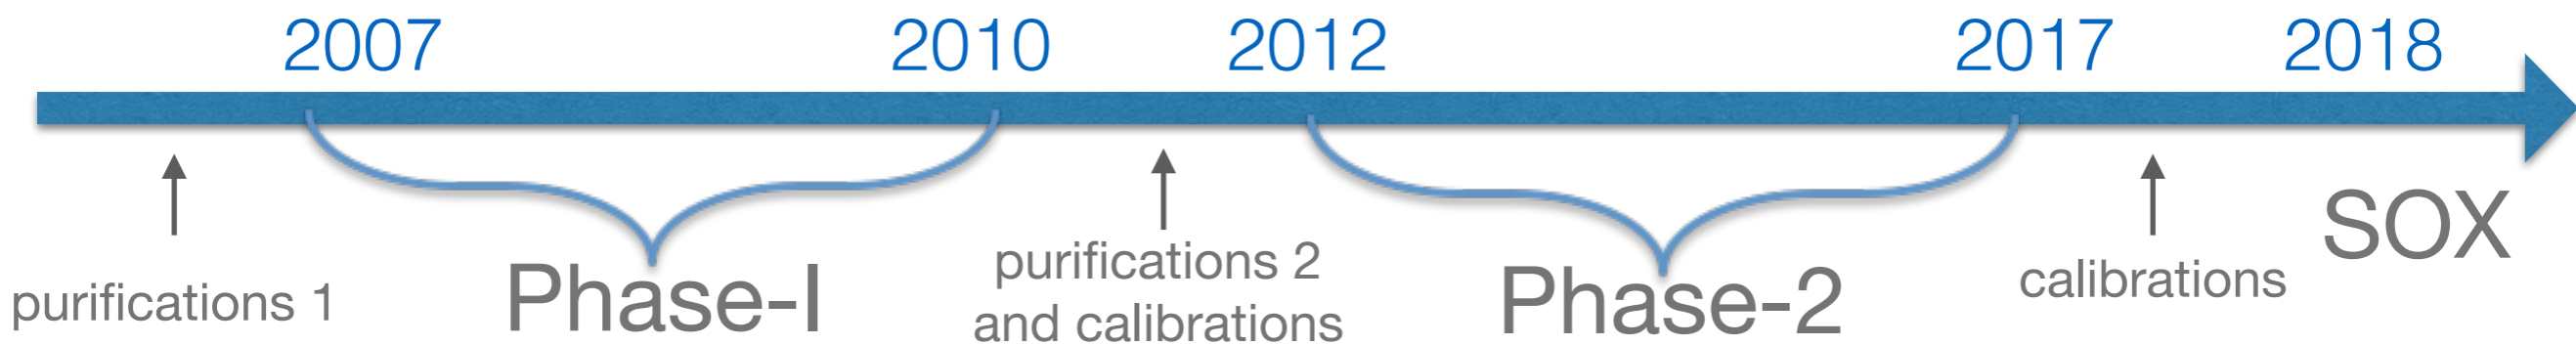 2007 2010 2012 2017 2018
SOX
purifications 1
Phase-I
purifications 2
and calibrations
Phase-2
calibrations